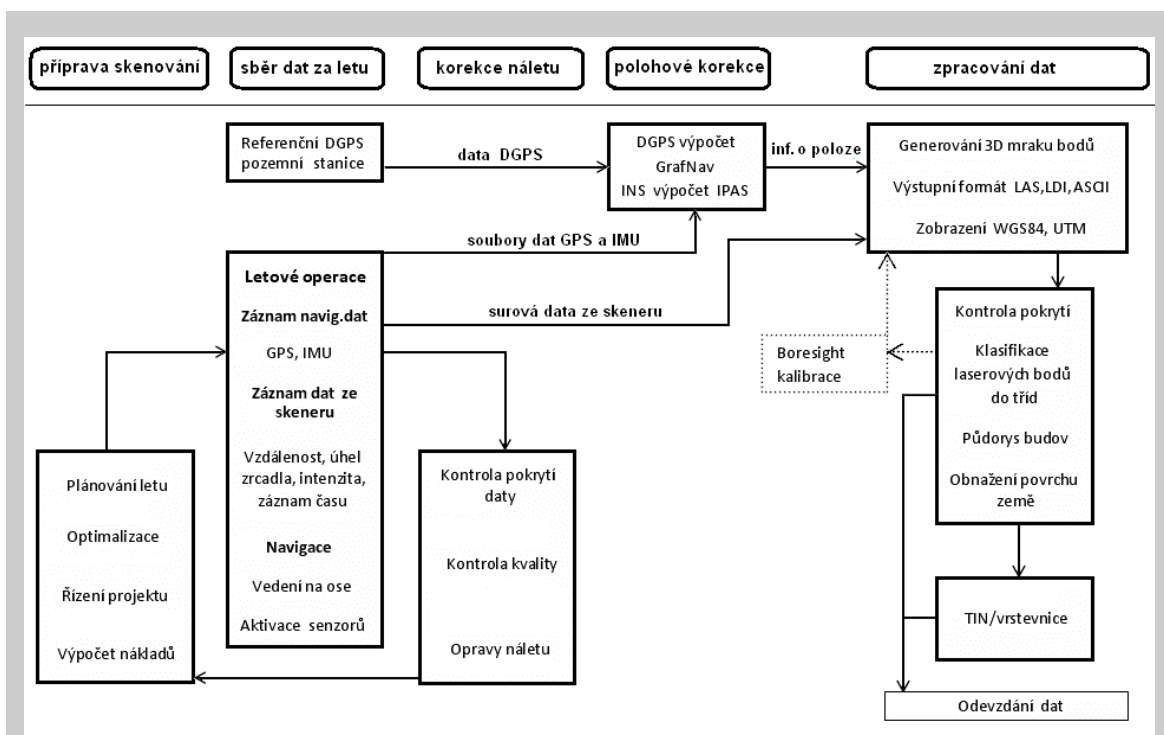 příprava skenování
sběr dat za letu
korekce náletu
polohové korekce
zpracování dat
Referenční DGPS
pozemní stanice
data DGPS
DGPS výpočet
GrafNav
INS výpočet IPAS
inf. o poloze
Generování 3D mraku bodů
Výstupní formát LAS,LDI,ASCII
Zobrazení WGS84, UTM
soubory dat GPS a IMU
surová data ze skeneru
Letové operace
Záznam navig.dat
GPS, IMU
Záznam dat ze
skeneru
Vzdálenost, úhel
zrcadla, intenzita,
záznam času
Navigace
Vedení na ose
Aktivace senzorů
Plánování letu
Optimalizace
Řízení projektu
Výpočet nákladů
Kontrola pokrytí
daty
Kontrola kvality
Opravy náletu
Boresight
kalibrace
Kontrola pokrytí
Klasifikace
laserových bodů
do tříd
Půdorys budov
Obnažení povrchu
země
TIN/vrstevnice
Odevzdání dat